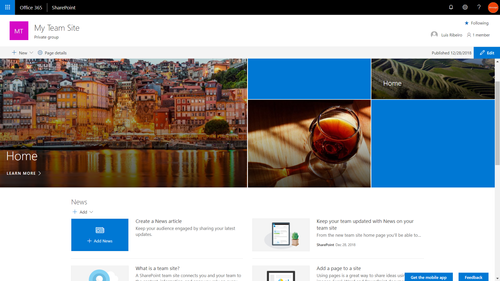 Office 365 SharePoint
MT My Team Site
Private group
Following
Luis Ribeiro 1 member
+ New Page details
Published 12/26/2018 Edit
Home
LEARN MORE
Home
News
+ Add
+ Add News
Create a News article
Keep your audience engaged by sharing your latest
updates.
Keep your team updated with News on your
team site
From the new team site home page you'll be able to...
SharePoint Dec 28, 2018
What is a team site?
A SharePoint team site connects you and your team to
Add a page to a site
Using pages is a great way to share ideas
Get the mobile app
Feedback